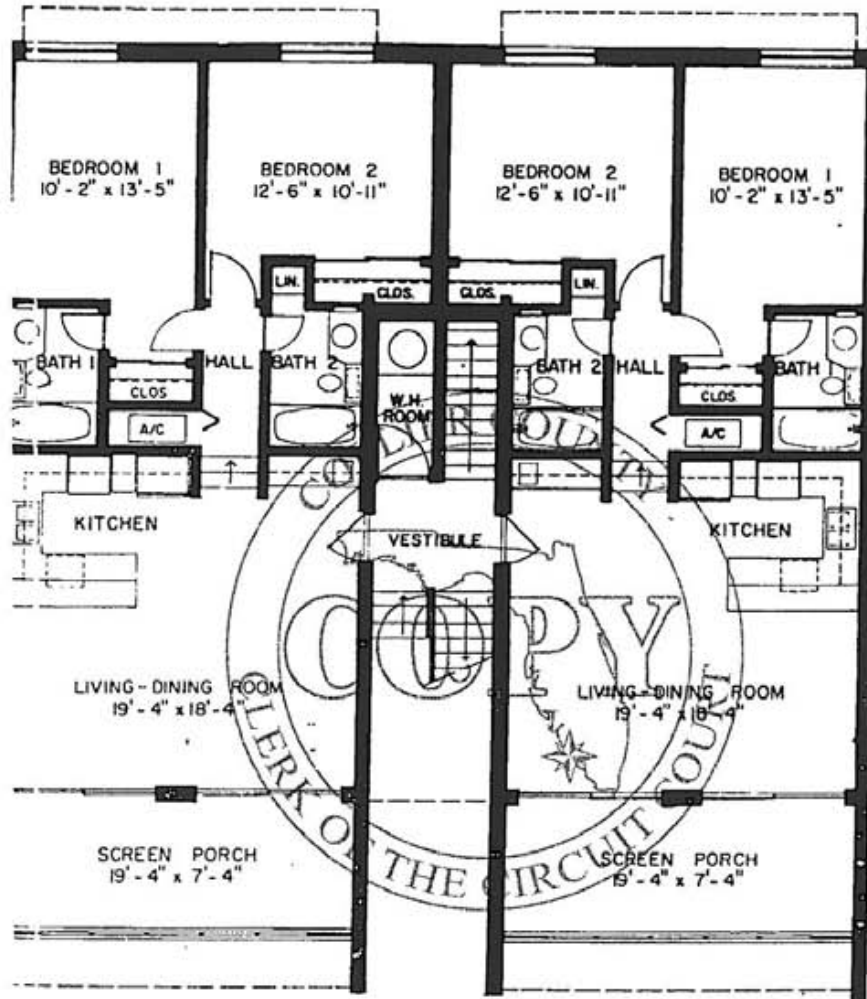 BEDROOM 1
10'-2" x 13'-5"
BEDROOM 2
12'-6" x 10'-11"
BEDROOM 2
12'-6" x 10'-11"
BEDROOM 1
10'-2" x 13'-5"
LIN.
CLOS.
CLOS.
LIN.
BATH 1
CLOS
HALL
BATH 2
W.H.
ROOM
BATH 2
HALL
CLOS.
BATH 1
A/C
A/C
KITCHEN
VESTIBULE
KITCHEN
COLLIER COUNTY
COPY
CLERK OF THE CIRCUIT COURT
LIVING-DINING ROOM
19'-4" x 18'-4"
LIVING-DINING ROOM
19'-4" x 18'-4"
SCREEN PORCH
19'-4" x 7'-4"
SCREEN PORCH
19'-4" x 7'-4"